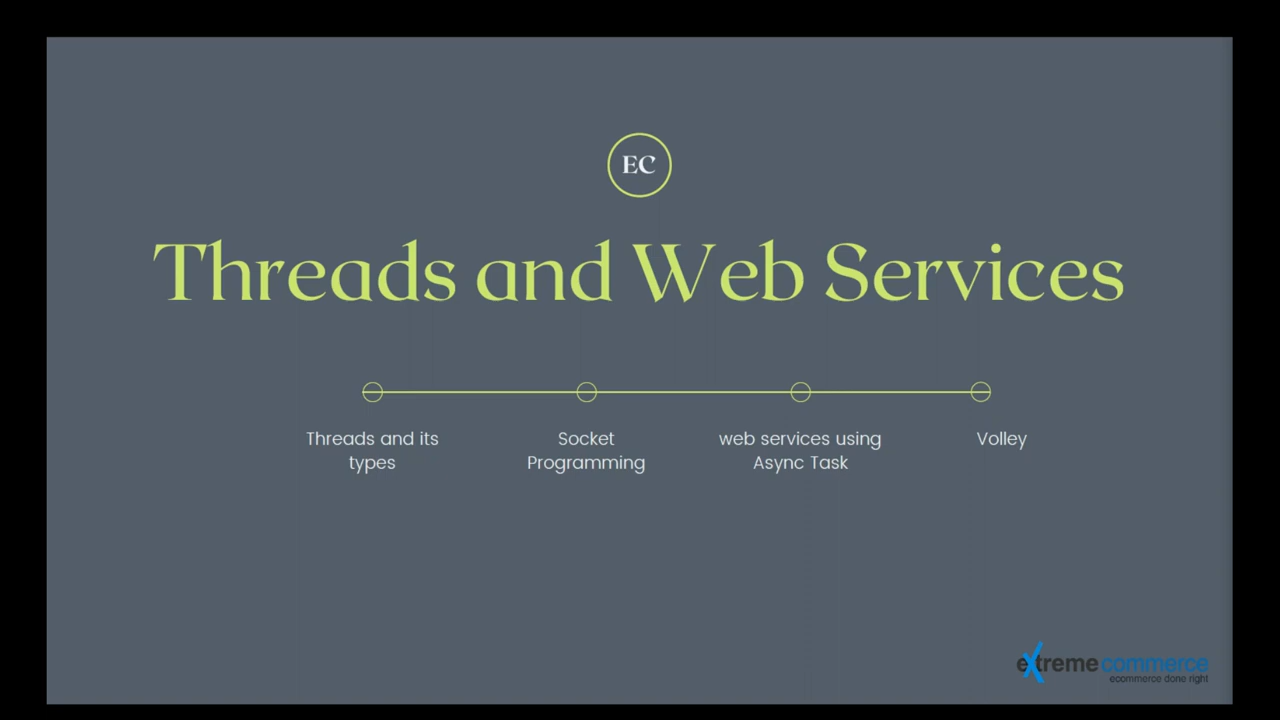 EC
Threads and Web Services
Threads and its
types
Socket
Programming
web services using
Async Task
Volley
extreme commerce
ecommerce done right